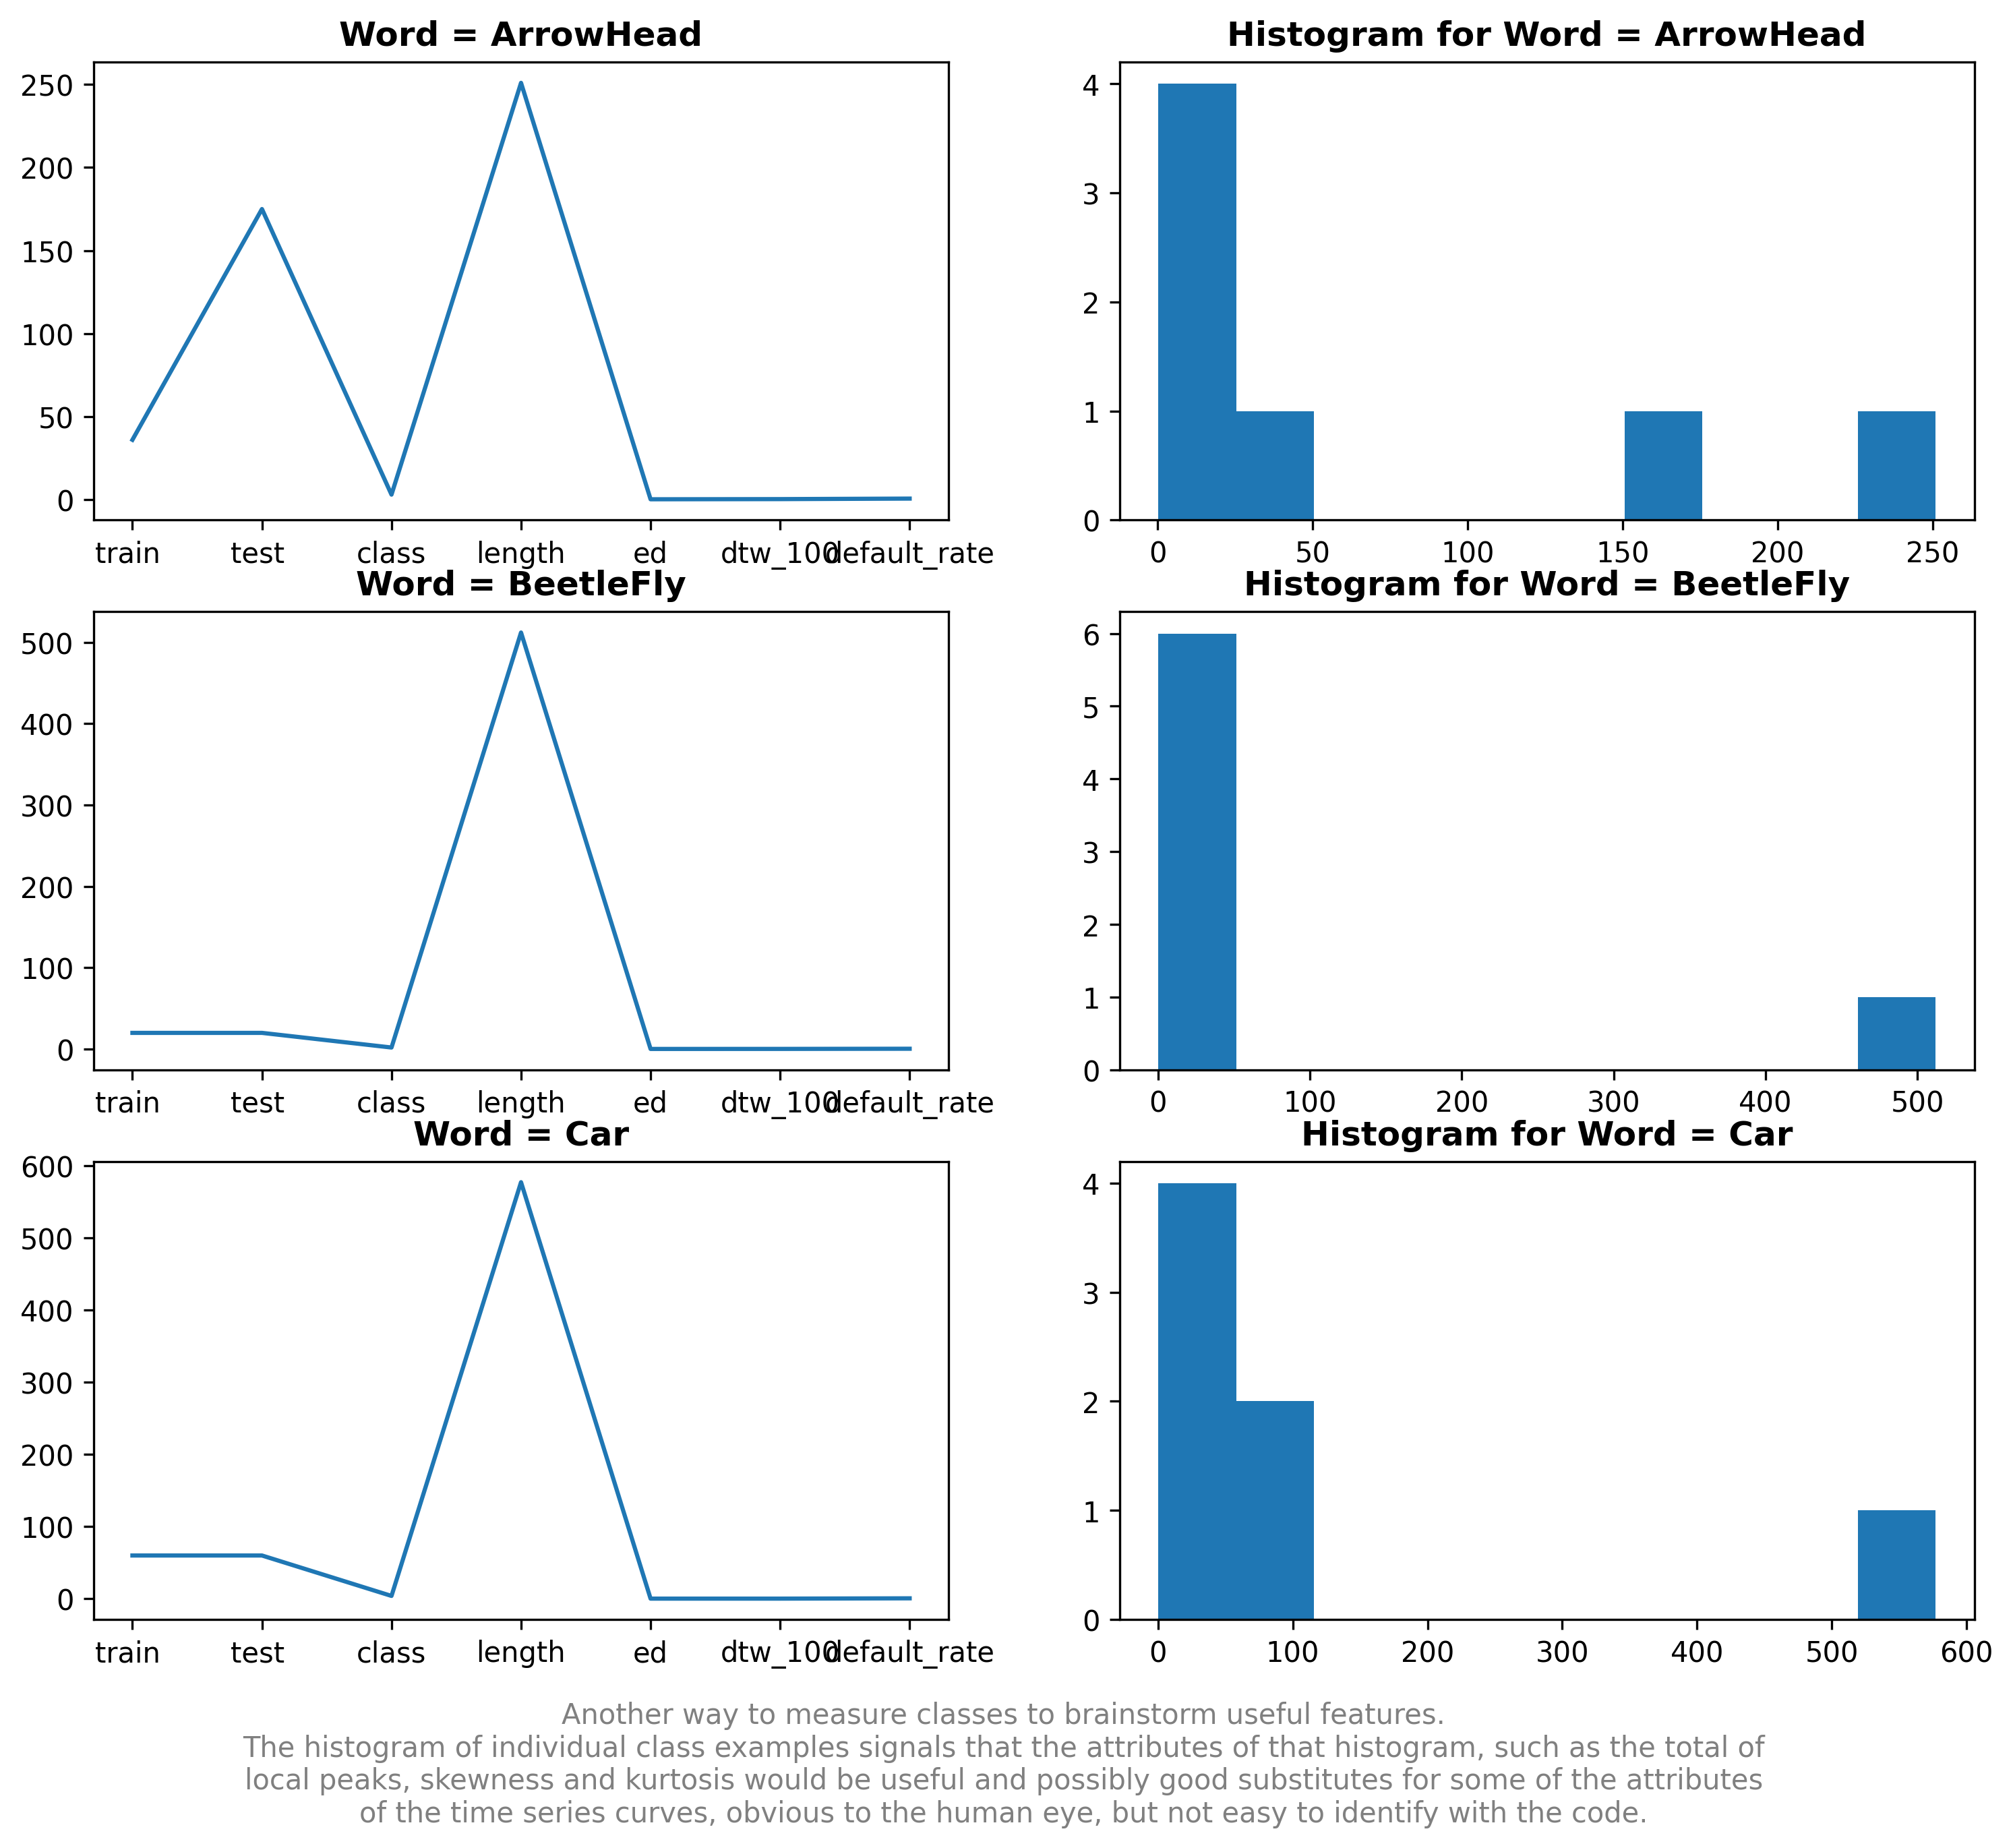 Word = ArrowHead
250
200
150
100
50
0
train test class length ed dtw_100 default_rate
Histogram for Word = ArrowHead
4
3
2
1
0
0 50 100 150 200 250
Word = BeetleFly
500
400
300
200
100
0
train test class length ed dtw_100 default_rate
Histogram for Word = BeetleFly
6
5
4
3
2
1
0
0 100 200 300 400 500
Word = Car
600
500
400
300
200
100
0
train test class length ed dtw_100 default_rate
Histogram for Word = Car
4
3
2
1
0
0 100 200 300 400 500 600
Another way to measure classes to brainstorm useful features.
The histogram of individual class examples signals that the attributes of that histogram, such as the total of
local peaks, skewness and kurtosis would be useful and possibly good substitutes for some of the attributes
of the time series curves, obvious to the human eye, but not easy to identify with the code.